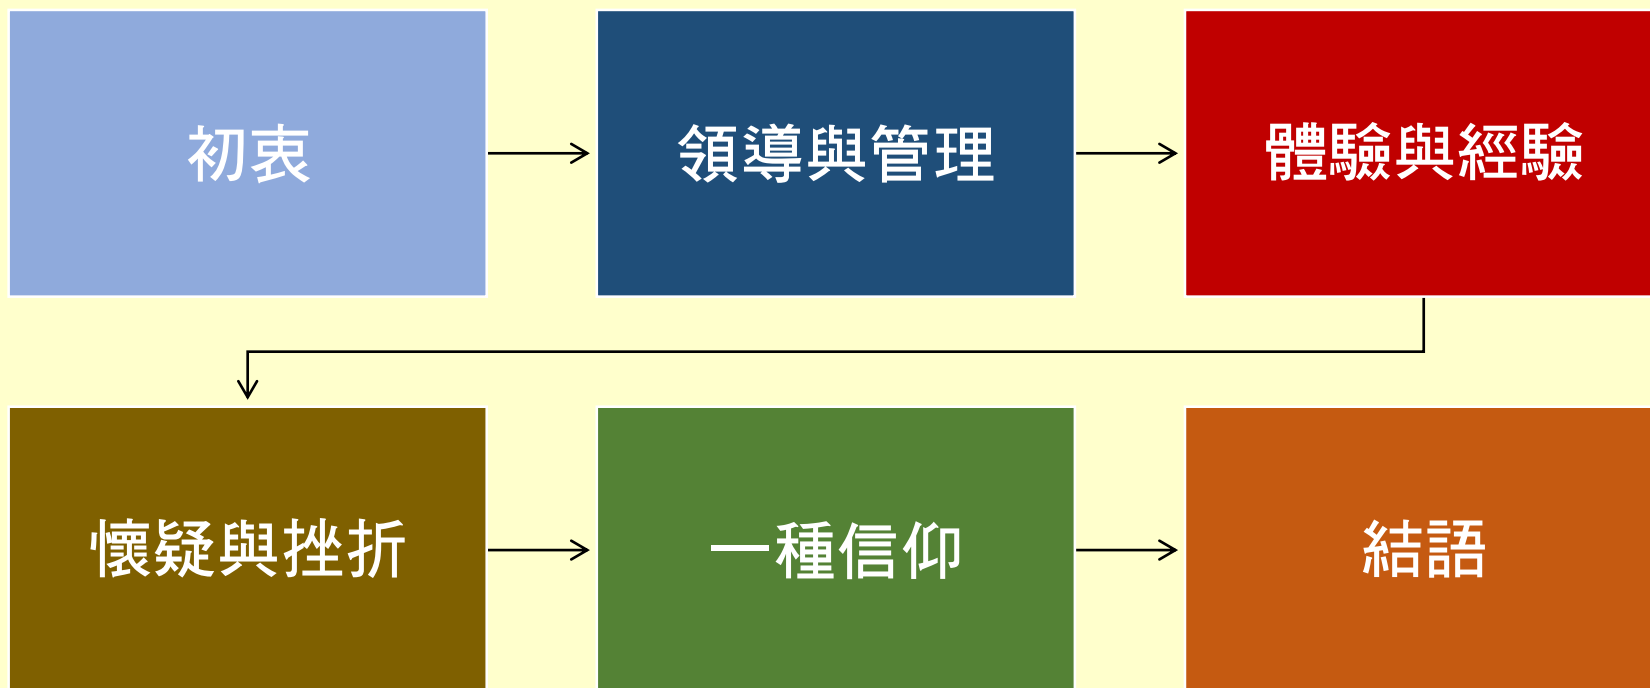 初衷
領導與管理
體驗與經驗
懷疑與挫折
一種信仰
結語